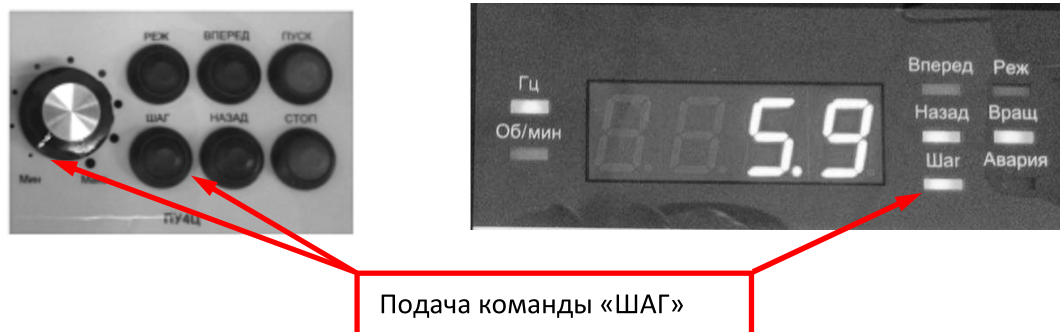 РЕЖ ВПЕРЕД ПУСК
ШАГ НАЗАД СТОП
Мин Макс
ПУ4Ц
Гц
Об/мин
5.9
Вперед Реж
Назад Вращ
Шаг Авария
Подача команды «ШАГ»